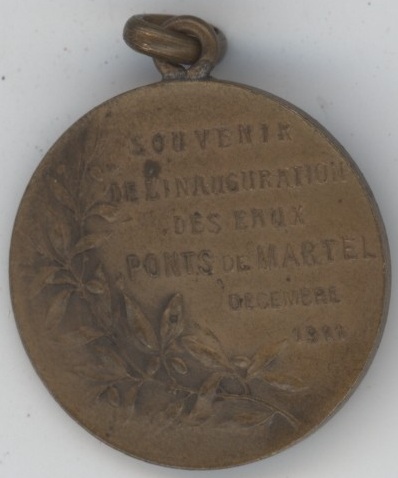 SOUVENIR
DE L'INAUGURATION
DES EAUX
PONTS DE MARTEL
DECEMBRE